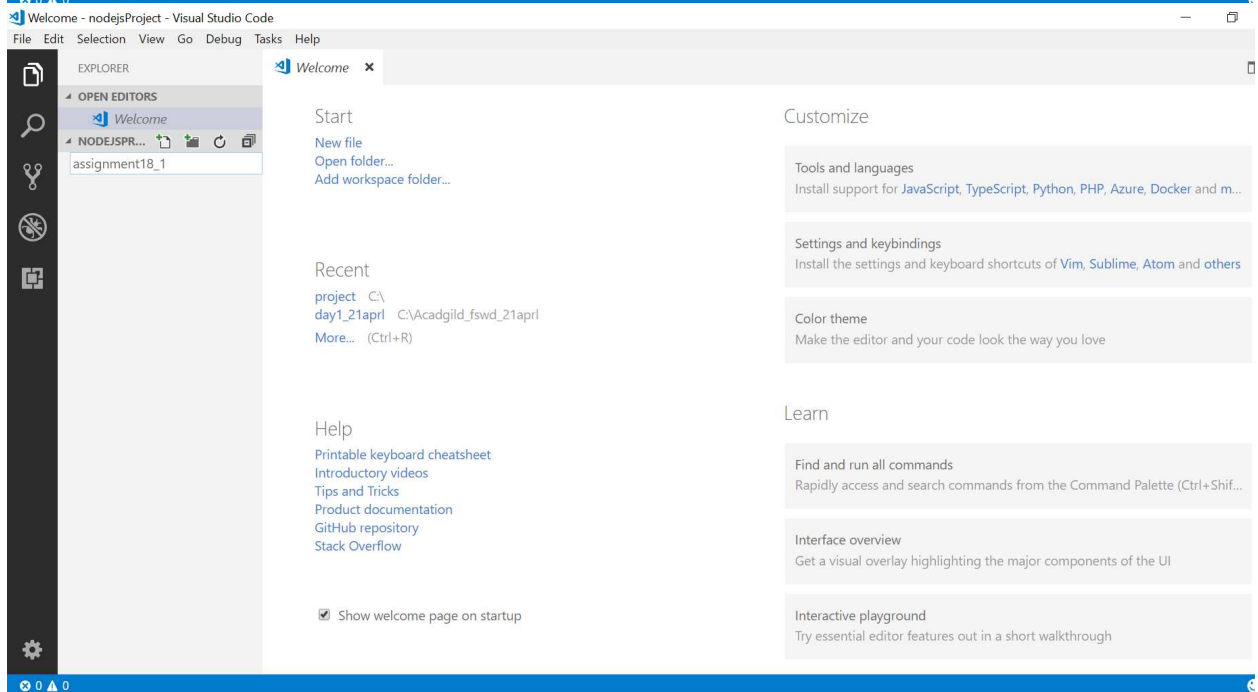 Welcome - nodejsProject - Visual Studio Code
File Edit Selection View Go Debug Tasks Help
EXPLORER
OPEN EDITORS
Welcome
NODEJSPR...
assignment18_1
Welcome
Start
New file
Open folder...
Add workspace folder...
Recent
project C:\
day1_21aprl C:\Acadgild_fswd_21aprl
More... (Ctrl+R)
Help
Printable keyboard cheatsheet
Introductory videos
Tips and Tricks
Product documentation
GitHub repository
Stack Overflow
Show welcome page on startup
Customize
Tools and languages
Install support for JavaScript, TypeScript, Python, PHP, Azure, Docker and m...
Settings and keybindings
Install the settings and keyboard shortcuts of Vim, Sublime, Atom and others
Color theme
Make the editor and your code look the way you love
Learn
Find and run all commands
Rapidly access and search commands from the Command Palette (Ctrl+Shif...
Interface overview
Get a visual overlay highlighting the major components of the UI
Interactive playground
Try essential editor features out in a short walkthrough
0 0